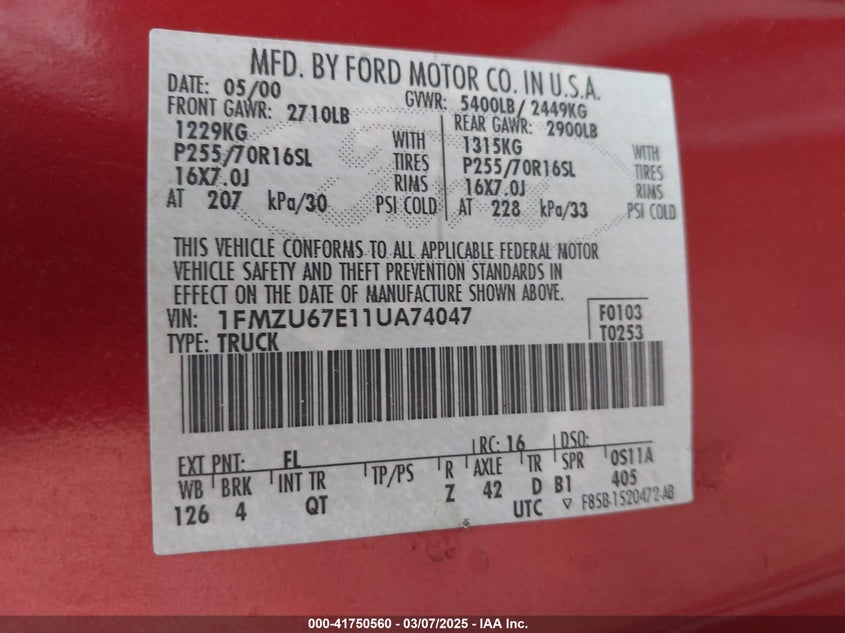 MFD. BY FORD MOTOR CO. IN U.S.A.
DATE: 05/00 GVWR: 5400LB/ 2449KG
FRONT GAWR: 2710LB REAR GAWR: 2900LB
1229KG WITH 1315KG WITH
P255/70R16SL TIRES P255/70R16SL TIRES
16X7.0J RIMS 16X7.0J RIMS
AT 207 kPa/30 PSI COLD AT 228 kPa/33 PSI COLD
THIS VEHICLE CONFORMS TO ALL APPLICABLE FEDERAL MOTOR
VEHICLE SAFETY AND THEFT PREVENTION STANDARDS IN
EFFECT ON THE DATE OF MANUFACTURE SHOWN ABOVE.
VIN: 1FMZU67E11UA74047 F0103
TYPE: TRUCK T0253
EXT PNT: FL RC: 16 DSO:
WB BRK INT TR TP/PS R AXLE TR SPR 0S11A
126 4 QT Z 42 D B1 405
UTC ▽ F85B-1520472-AB
000-41750560 - 03/07/2025 - IAA Inc.